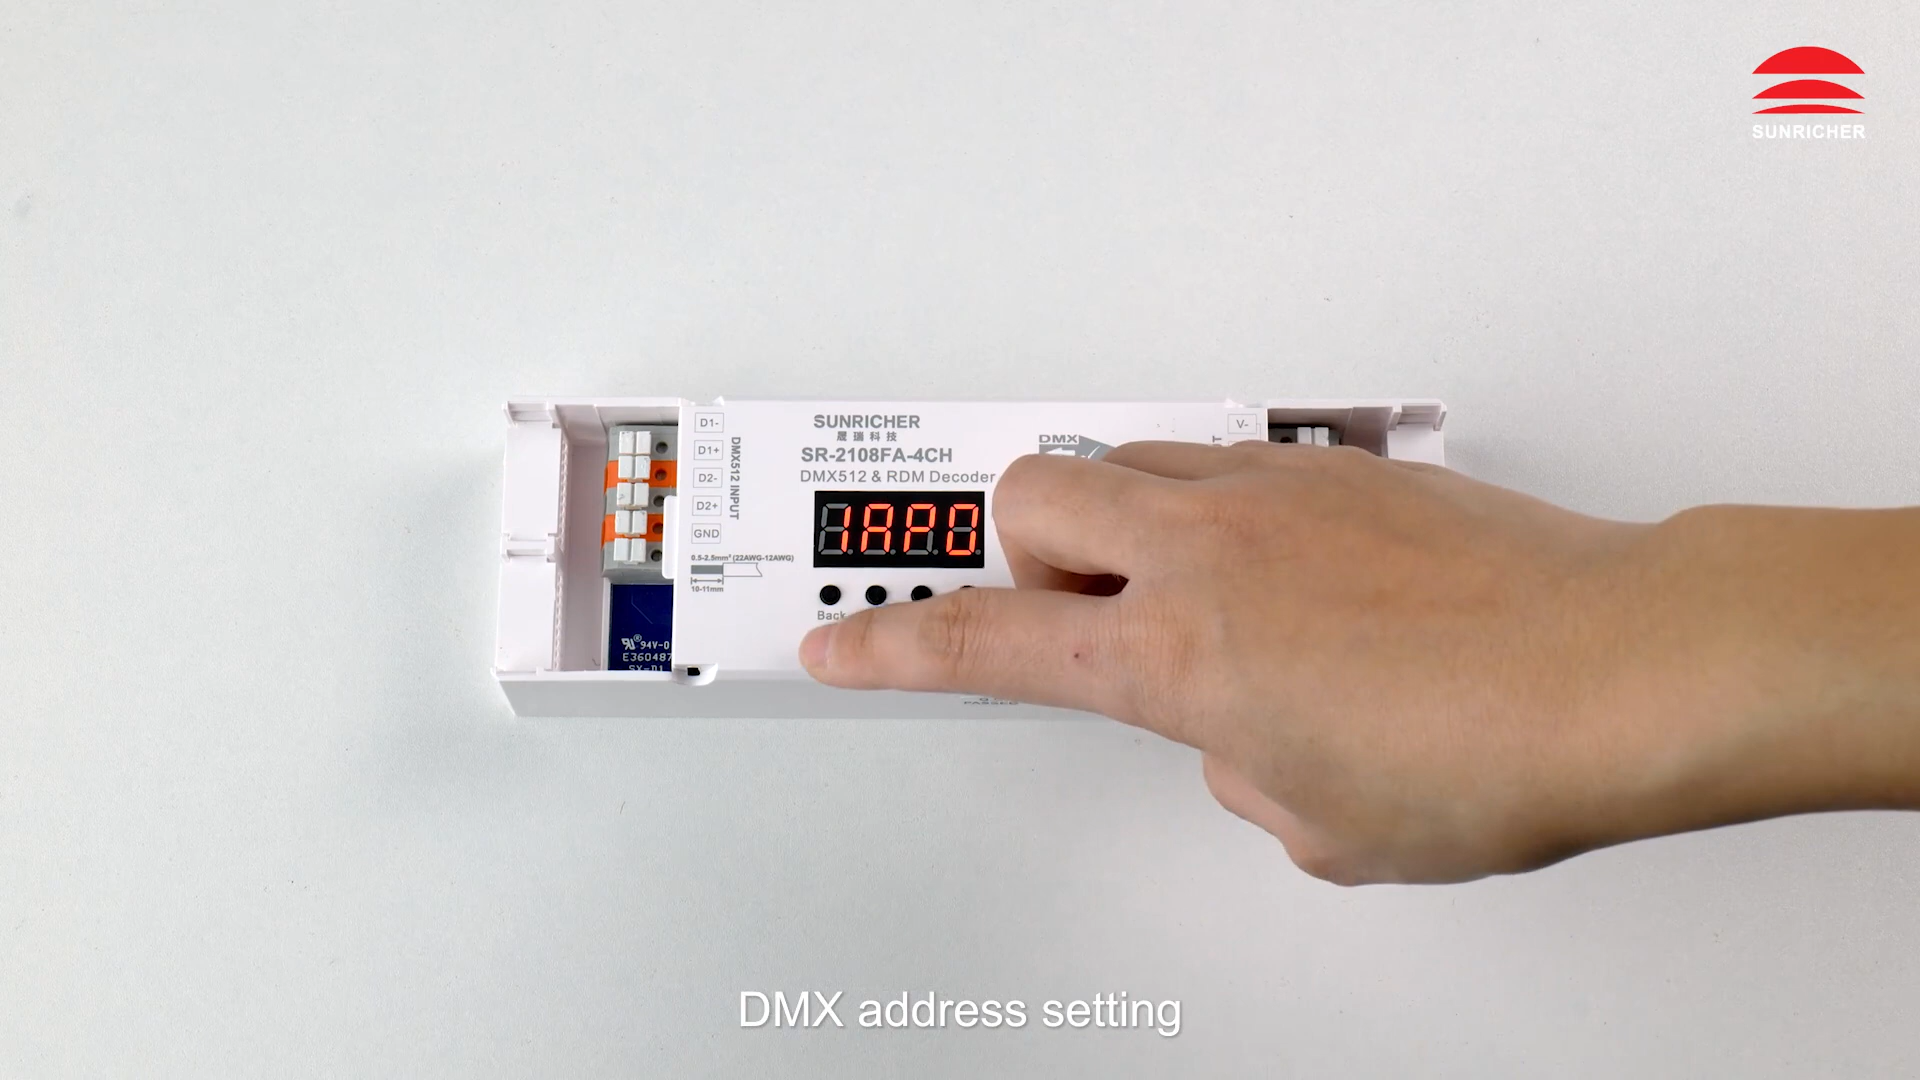 SUNRICHER
D1-
D1+
D2-
D2+
GND
DMX512 INPUT
0.5-2.5mm² (22AWG-12AWG)
10-11mm
SUNRICHER
晟瑞科技
SR-2108FA-4CH
DMX512 & RDM Decoder
1AP0
Back
DMX
V-
94V-0
E360487
PASSED
DMX address setting